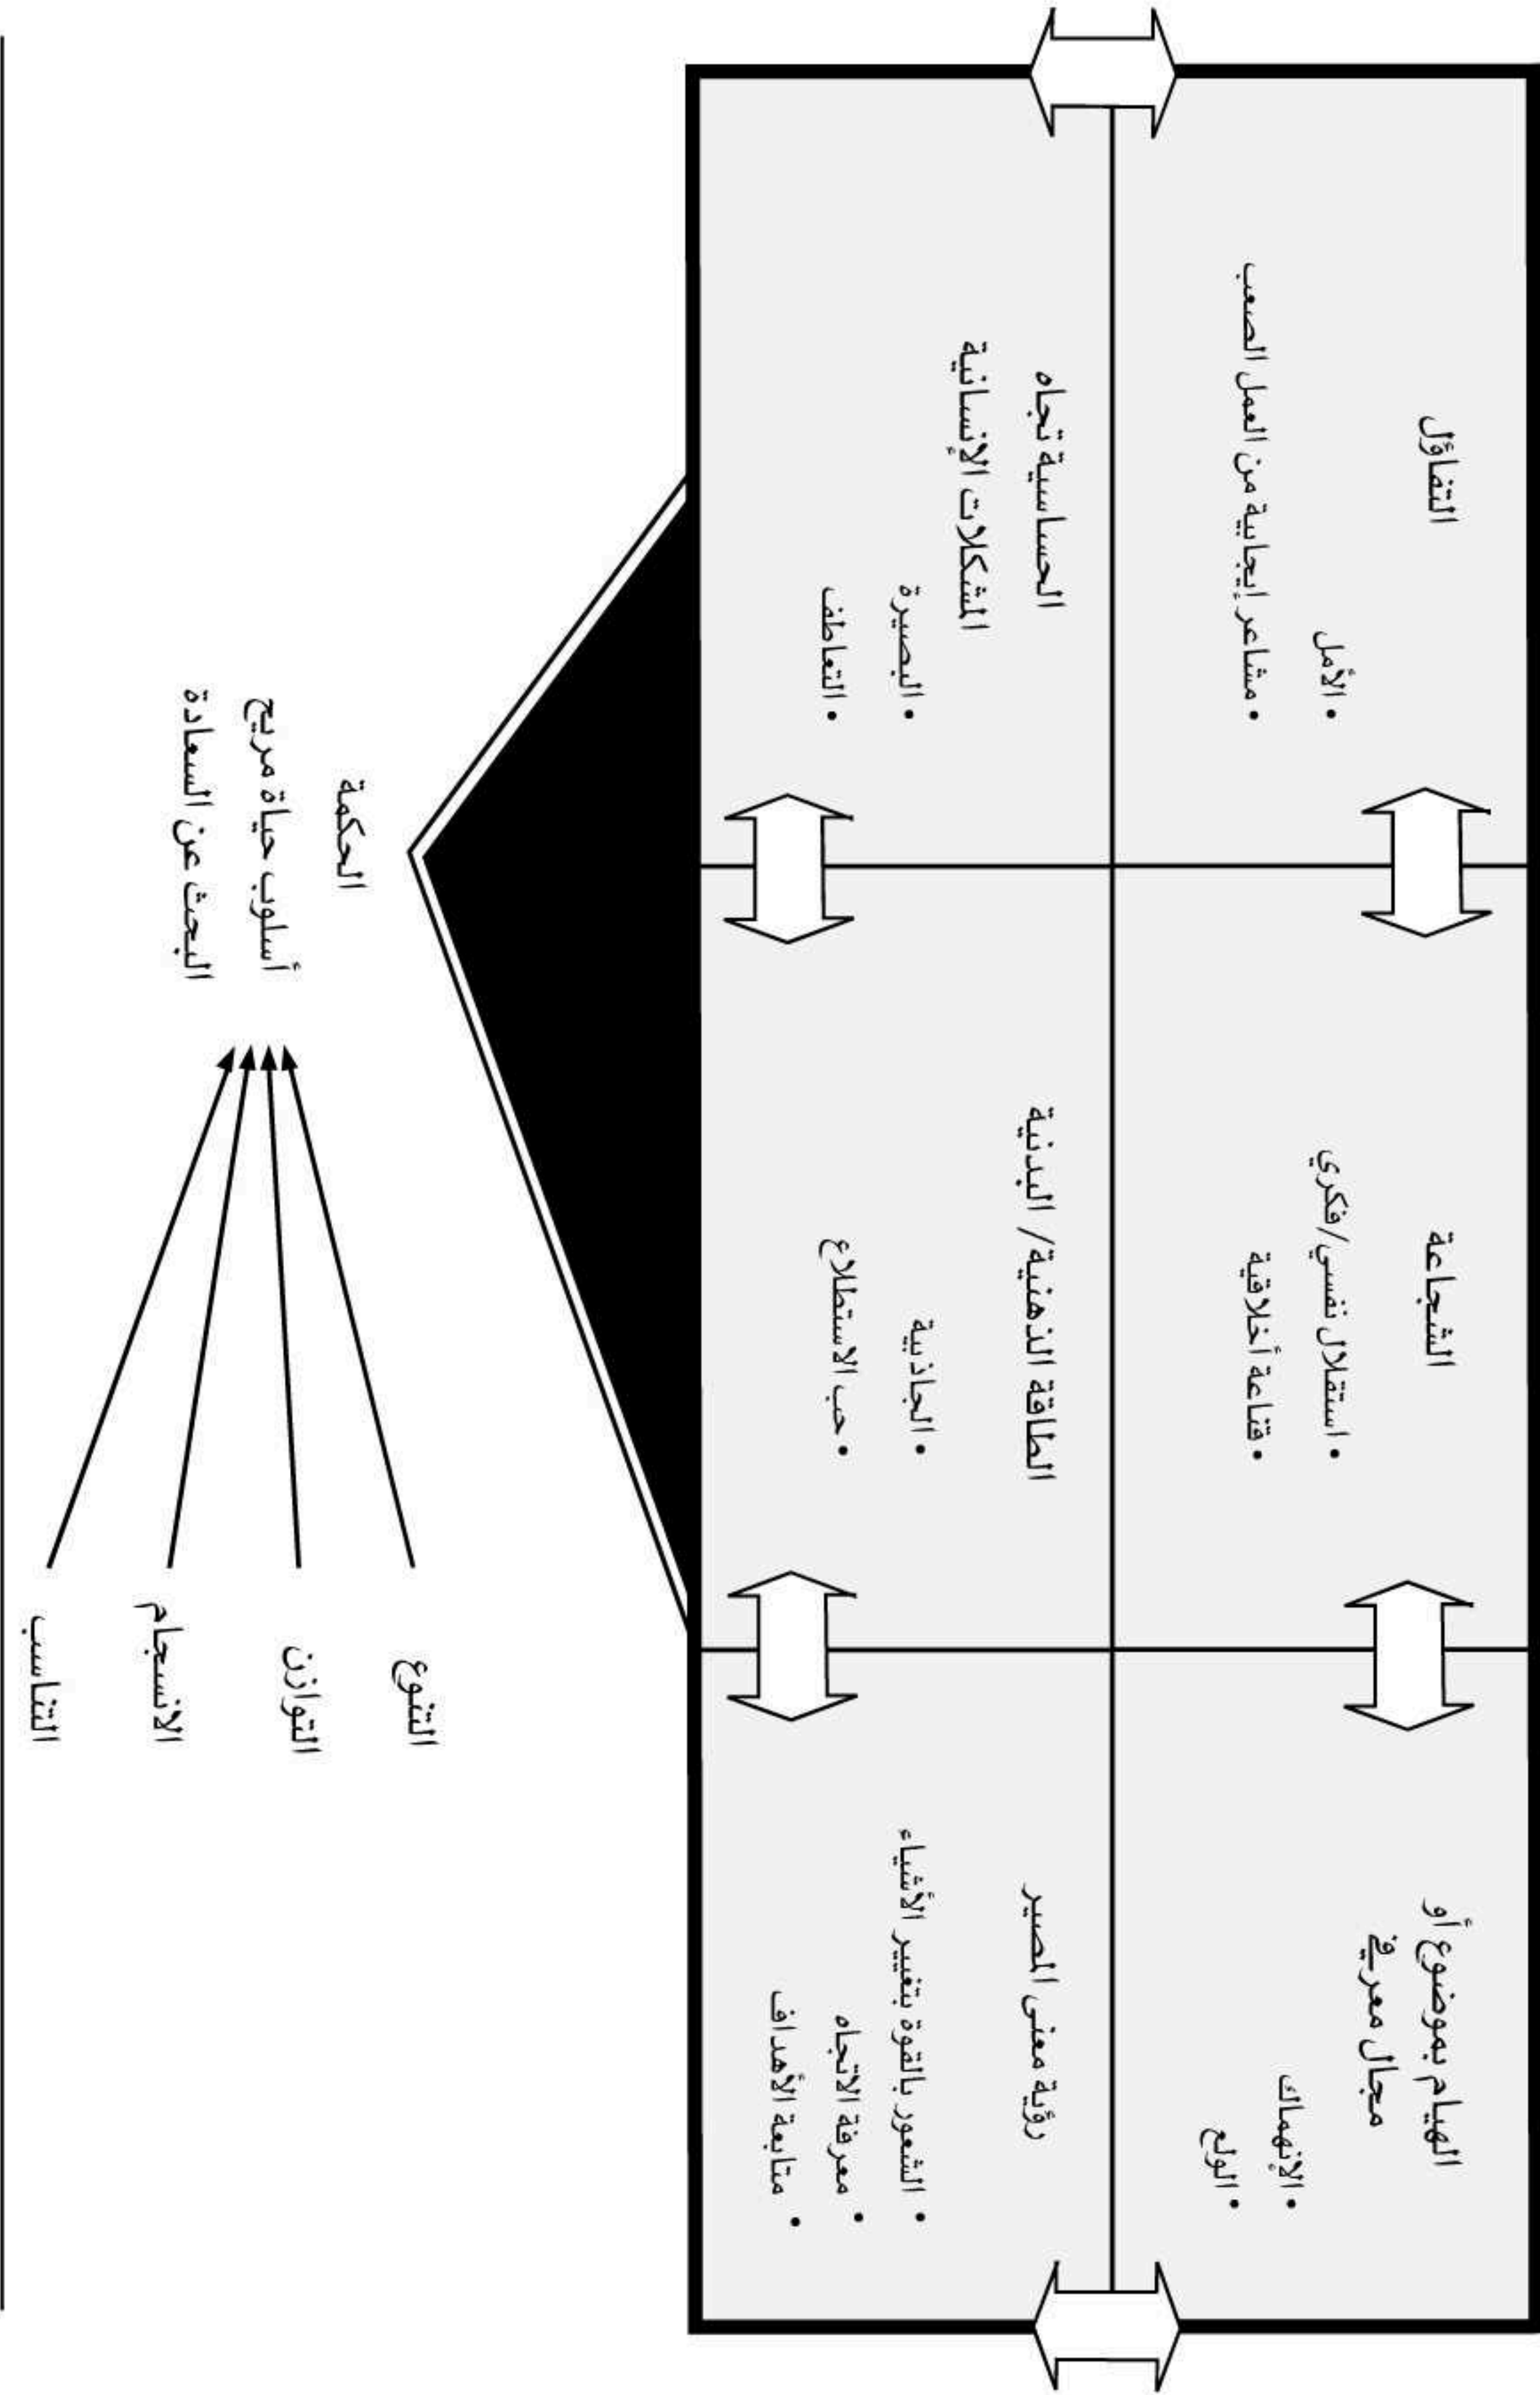 الهيام بموضوع أو
مجال معرفي
• الإنهماك
• الولع
الشجاعة
• استقلال نفسي/فكري
• قناعة أخلاقية
التفاؤل
• الأمل
• مشاعر إيجابية من العمل الصعب
رؤية معنى المصير
• الشعور بالقوة بتغيير الأشياء
• معرفة الاتجاه
• متابعة الأهداف
الطاقة الذهنية/ البدنية
• الجاذبية
• حب الاستطلاع
الحساسية تجاه
المشكلات الإنسانية
• البصيرة
• التعاطف
الحكمة
أسلوب حياة مريح
البحث عن السعادة
التنوع
التوازن
الانسجام
التناسب